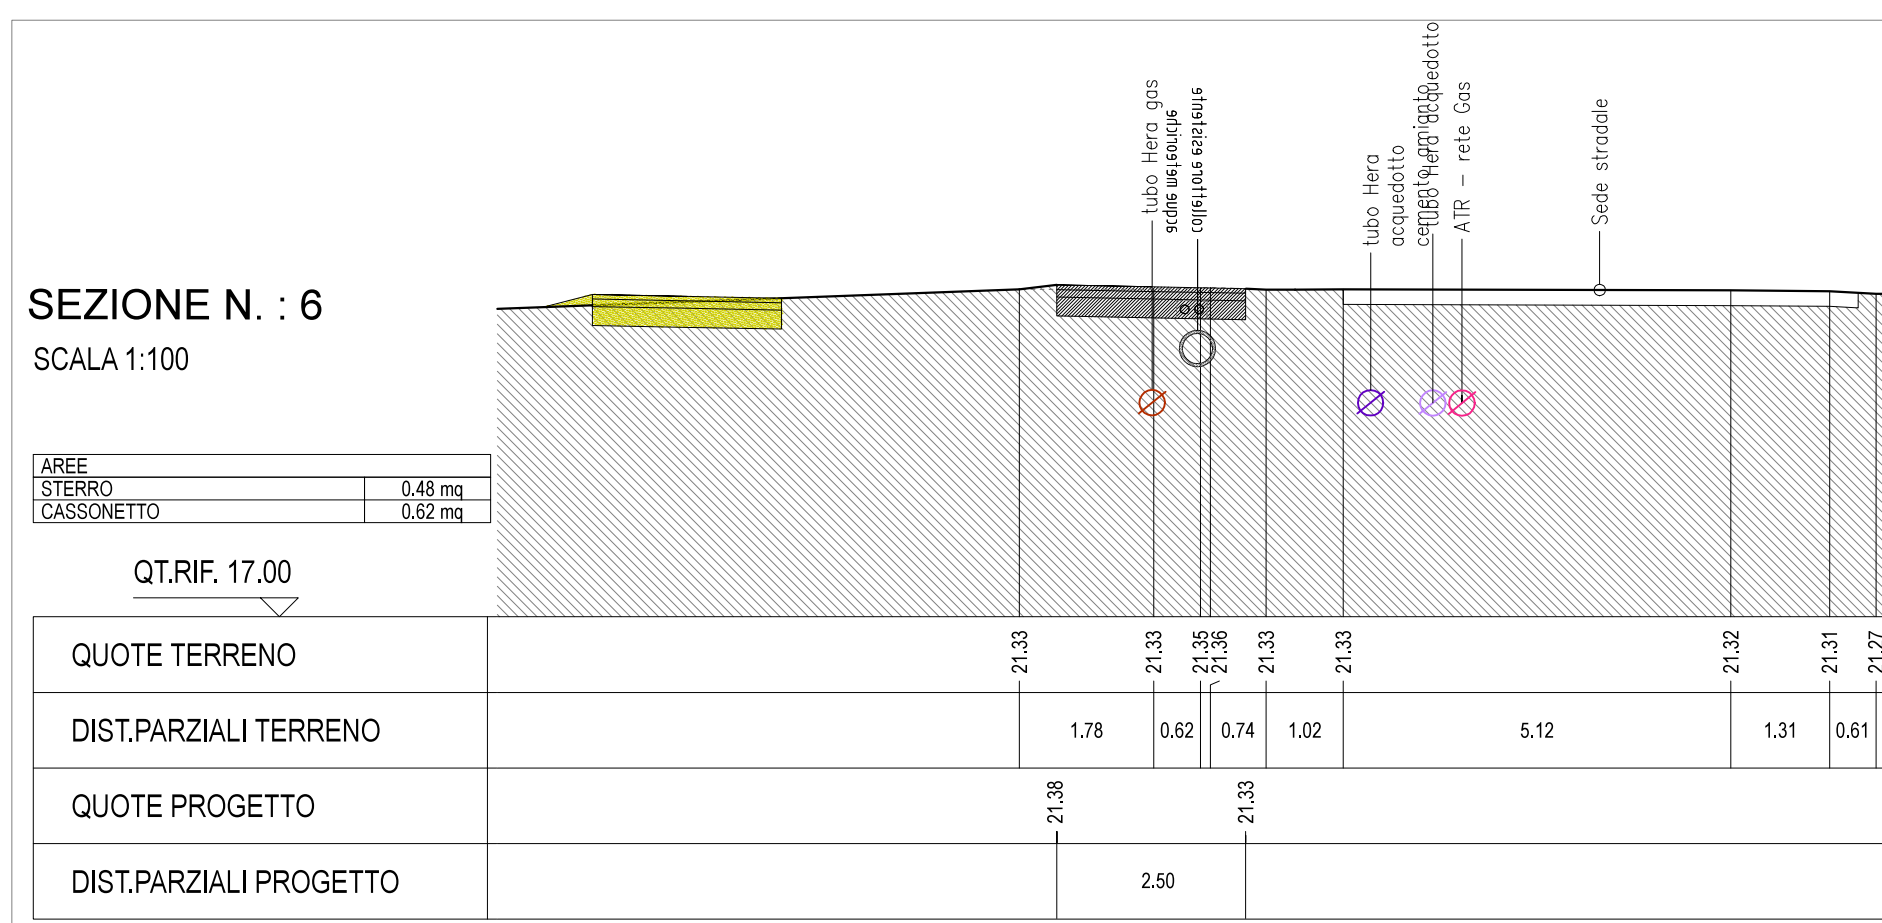 tubo Hera gas
acque meteoriche
collettore esistente
tubo Hera
acquedotto
cemento amianto
tubo Hera acquedotto
ATR - rete Gas
Sede stradale
SEZIONE N. : 6
SCALA 1:100
AREE
STERRO 0.48 mq
CASSONETTO 0.62 mq
QT.RIF. 17.00
QUOTE TERRENO 21.33 21.33 21.35 21.36 21.33 21.33 21.32 21.31 21.27
DIST.PARZIALI TERRENO 1.78 0.62 0.74 1.02 5.12 1.31 0.61
QUOTE PROGETTO 21.38 21.33
DIST.PARZIALI PROGETTO 2.50